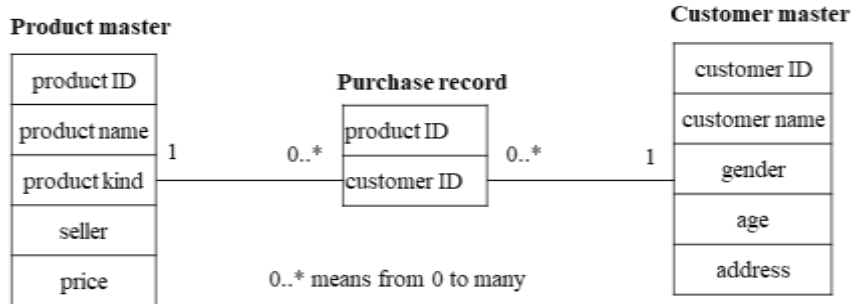 Product master
product ID
product name
product kind
seller
price
1
0..*
Purchase record
product ID
customer ID
0..*
1
Customer master
customer ID
customer name
gender
age
address
0..* means from 0 to many